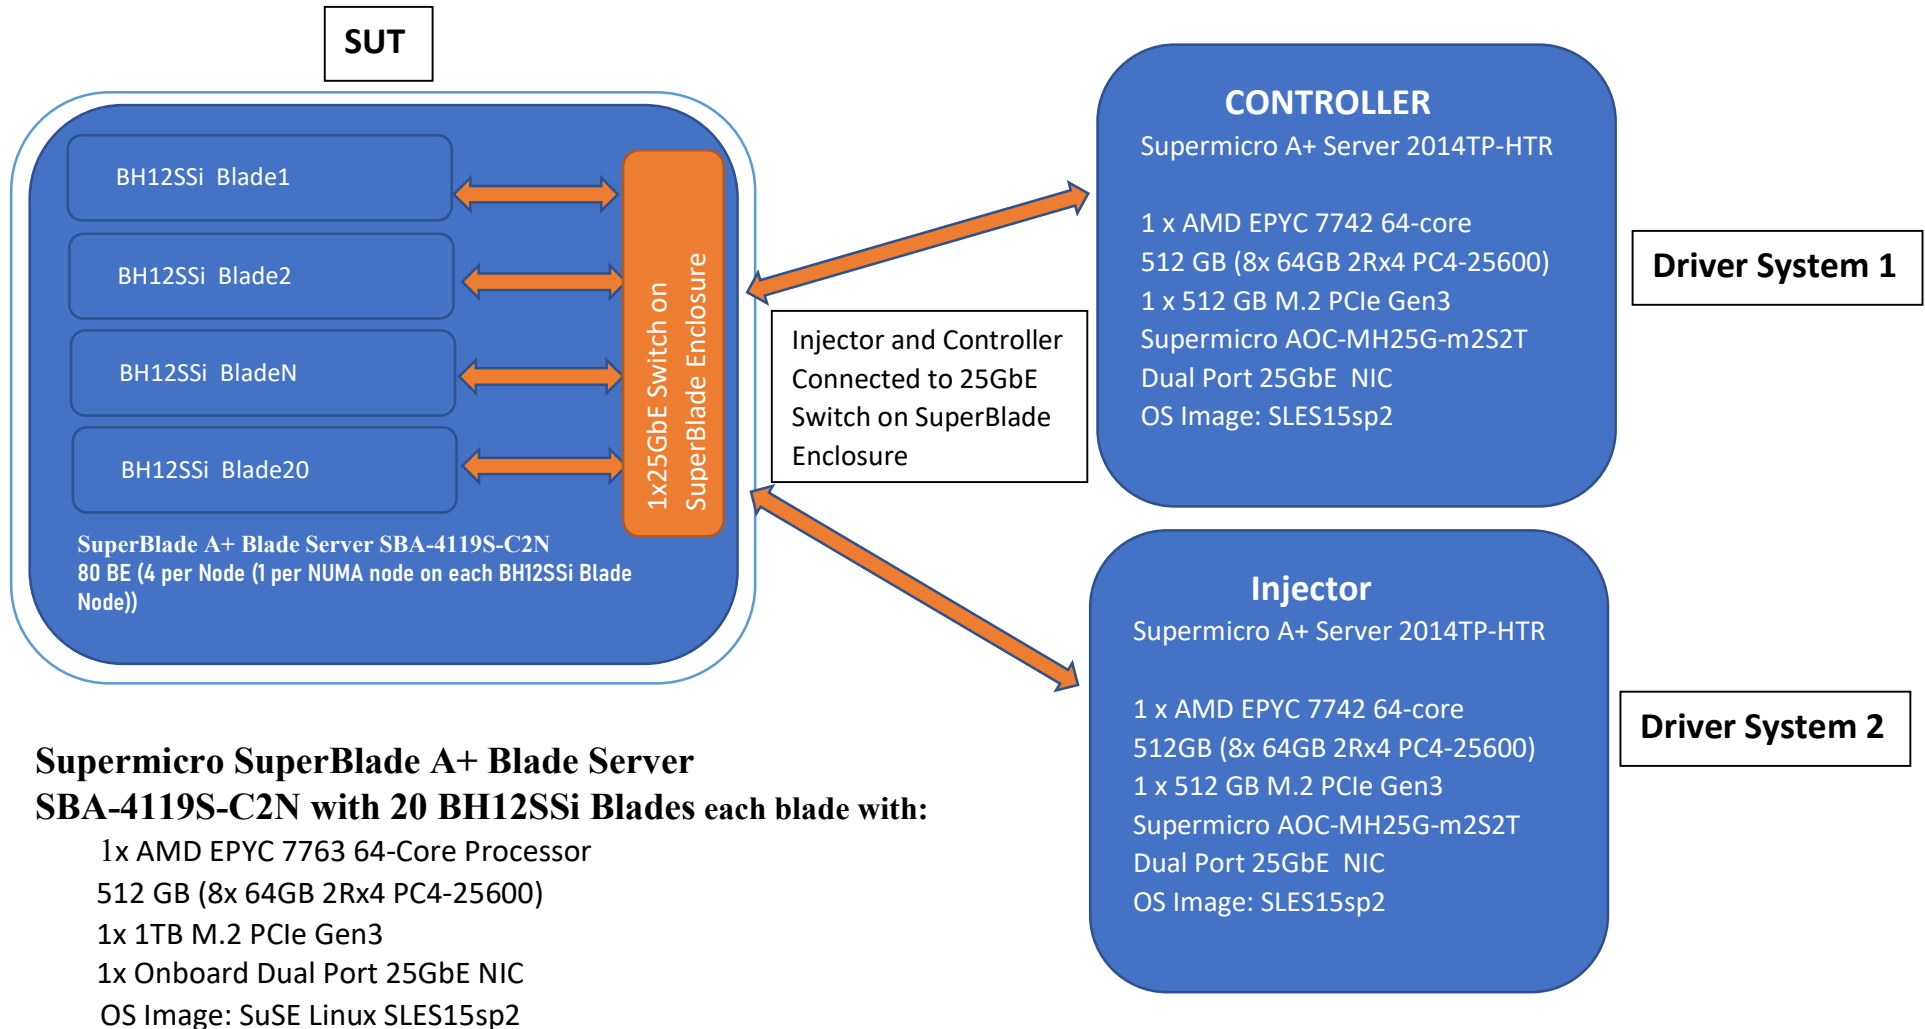 SUT
BH12SSi Blade1
BH12SSi Blade2
BH12SSi BladeN
BH12SSi Blade20
1x25GbE Switch on
SuperBlade Enclosure
SuperBlade A+ Blade Server SBA-4119S-C2N
80 BE (4 per Node (1 per NUMA node on each BH12SSi Blade
Node))
Injector and Controller
Connected to 25GbE
Switch on SuperBlade
Enclosure
CONTROLLER
Supermicro A+ Server 2014TP-HTR
1 x AMD EPYC 7742 64-core
512 GB (8x 64GB 2Rx4 PC4-25600)
1 x 512 GB M.2 PCIe Gen3
Supermicro AOC-MH25G-m2S2T
Dual Port 25GbE NIC
OS Image: SLES15sp2
Driver System 1
Injector
Supermicro A+ Server 2014TP-HTR
1 x AMD EPYC 7742 64-core
512GB (8x 64GB 2Rx4 PC4-25600)
1 x 512 GB M.2 PCIe Gen3
Supermicro AOC-MH25G-m2S2T
Dual Port 25GbE NIC
OS Image: SLES15sp2
Driver System 2
Supermicro SuperBlade A+ Blade Server
SBA-4119S-C2N with 20 BH12SSi Blades each blade with:
1x AMD EPYC 7763 64-Core Processor
512 GB (8x 64GB 2Rx4 PC4-25600)
1x 1TB M.2 PCIe Gen3
1x Onboard Dual Port 25GbE NIC
OS Image: SuSE Linux SLES15sp2